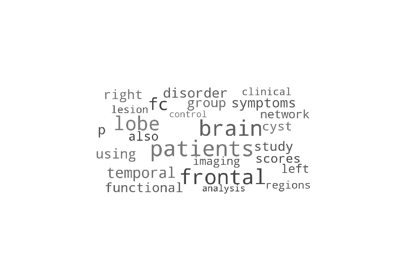 right disorder clinical
lesion fc group symptoms
control network
p lobe also brain cyst
using patients study
imaging scores
temporal frontal left
functional analysis regions